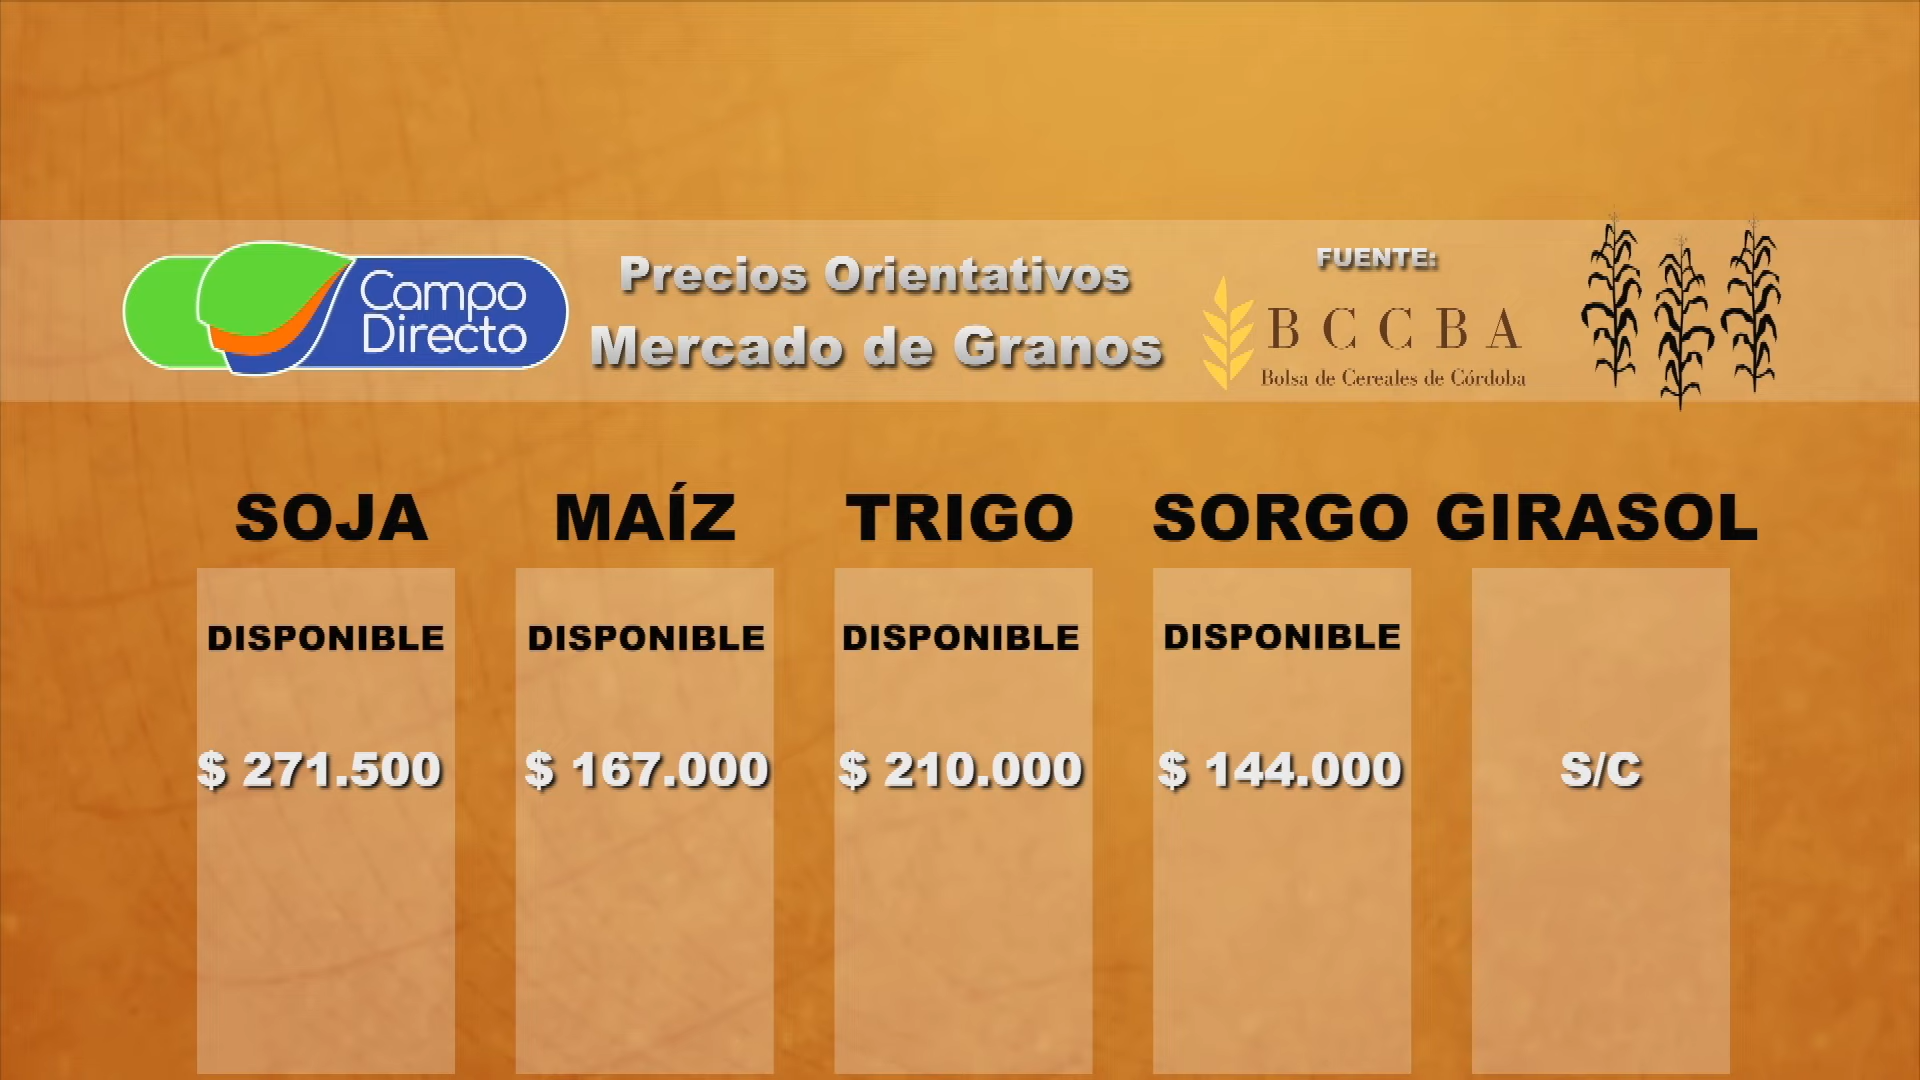 Campo
Directo
Precios Orientativos
Mercado de Granos
FUENTE:
BCCBA
Bolsa de Cereales de Córdoba
SOJA MAÍZ TRIGO SORGO GIRASOL
DISPONIBLE DISPONIBLE DISPONIBLE DISPONIBLE
$ 271.500 $ 167.000 $ 210.000 $ 144.000 S/C